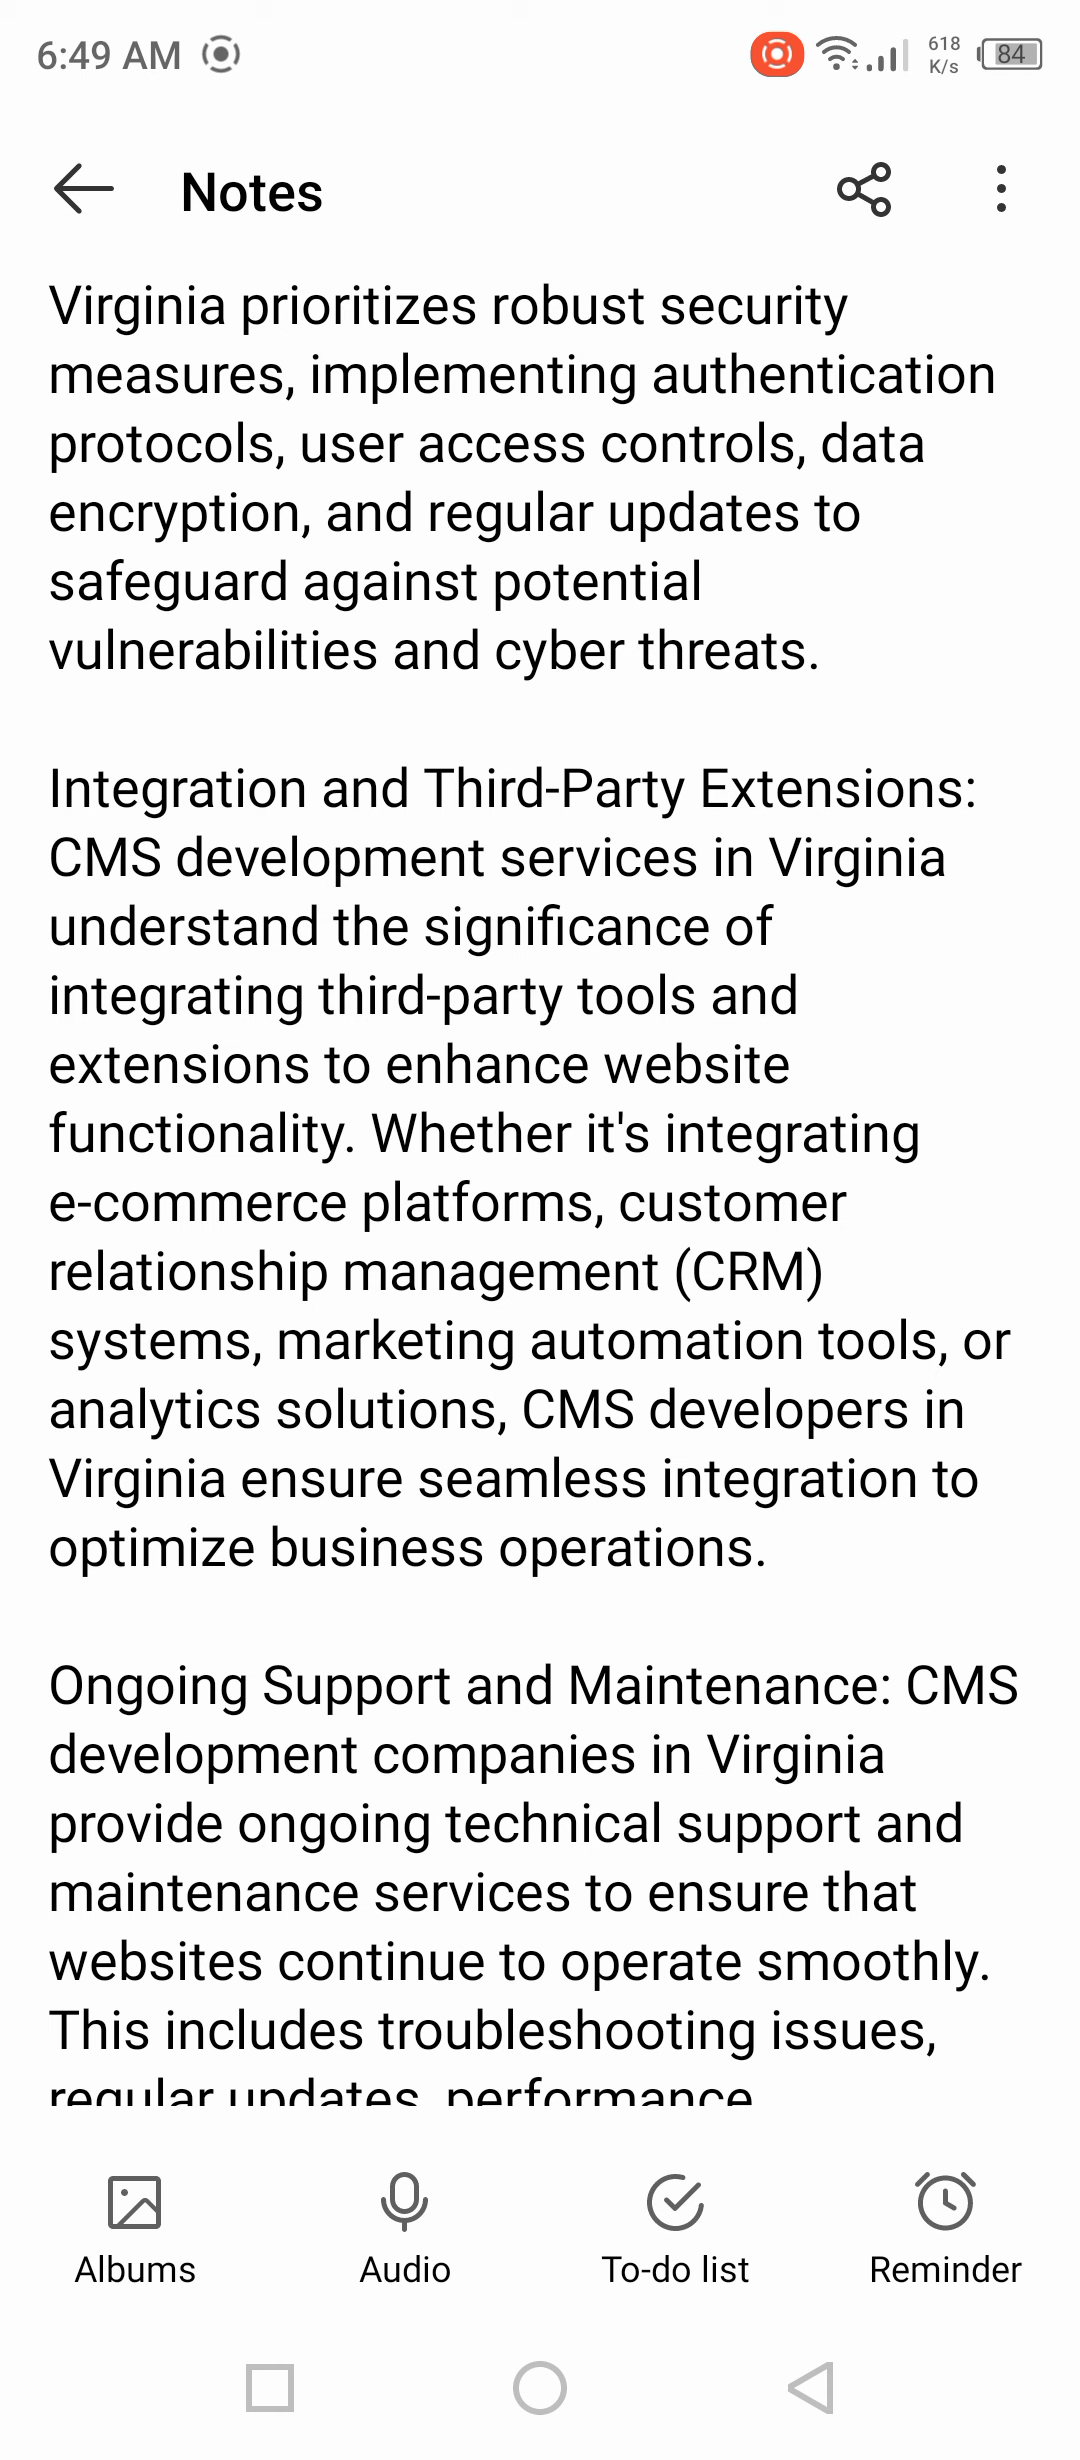 6:49 AM
618
K/s
84
Notes
Virginia prioritizes robust security
measures, implementing authentication
protocols, user access controls, data
encryption, and regular updates to
safeguard against potential
vulnerabilities and cyber threats.
Integration and Third-Party Extensions:
CMS development services in Virginia
understand the significance of
integrating third-party tools and
extensions to enhance website
functionality. Whether it's integrating
e-commerce platforms, customer
relationship management (CRM)
systems, marketing automation tools, or
analytics solutions, CMS developers in
Virginia ensure seamless integration to
optimize business operations.
Ongoing Support and Maintenance: CMS
development companies in Virginia
provide ongoing technical support and
maintenance services to ensure that
websites continue to operate smoothly.
This includes troubleshooting issues,
regular updates, performance
Albums
Audio
To-do list
Reminder